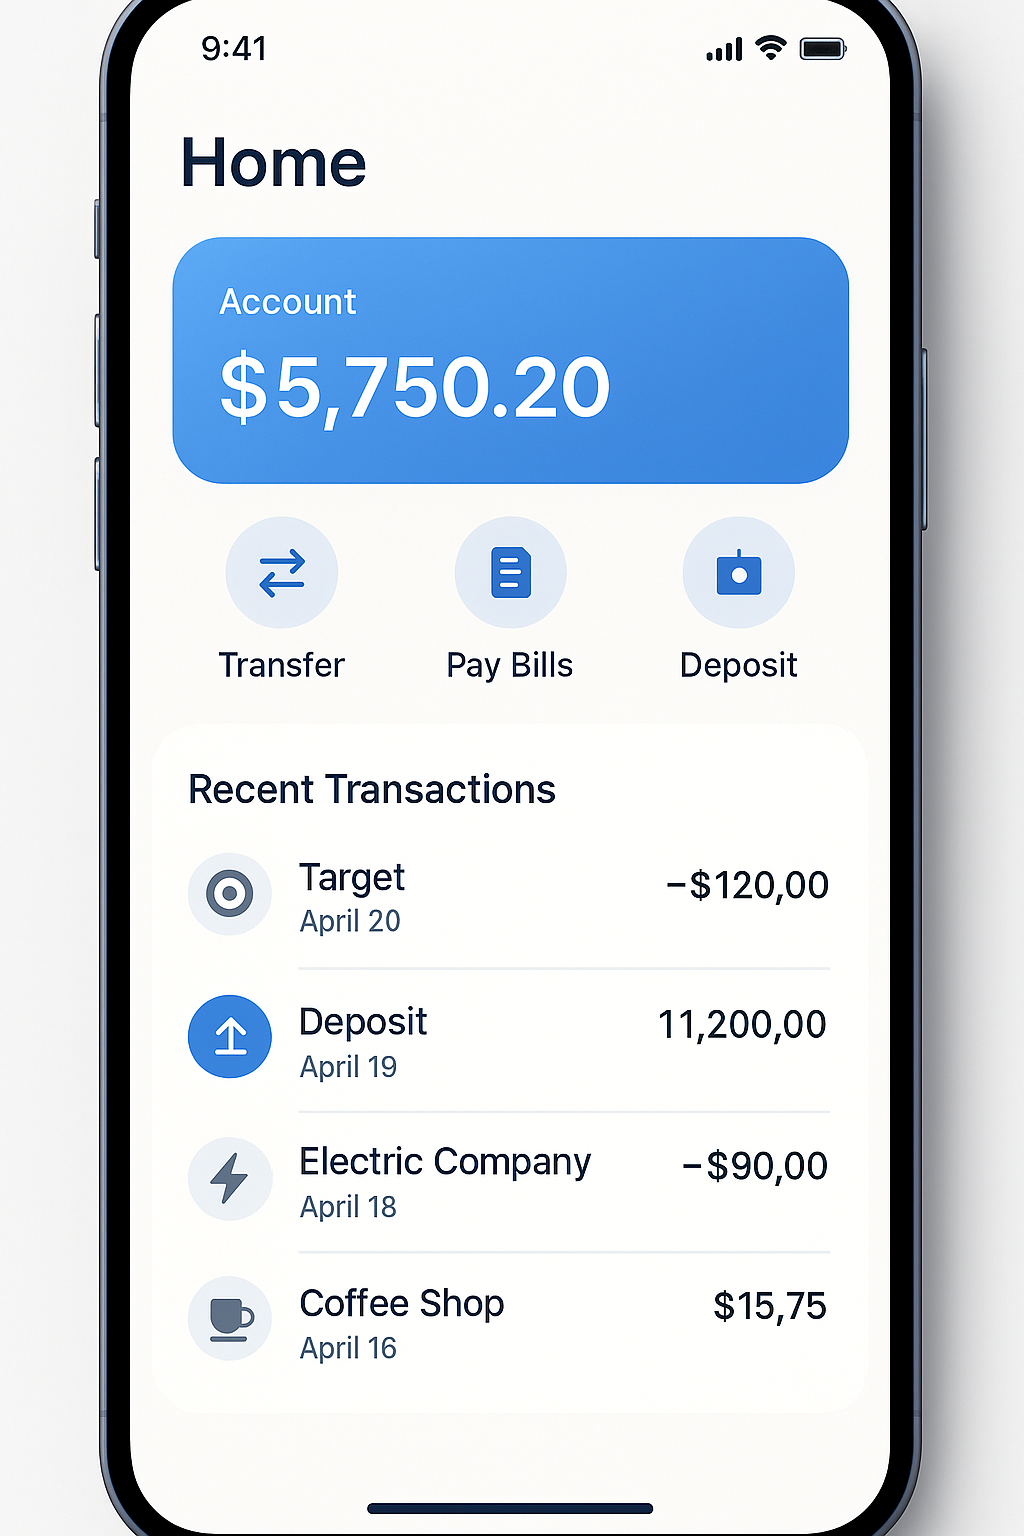 9:41
Home
Account
$5,750.20
Transfer
Pay Bills
Deposit
Recent Transactions
Target
−$120,00
April 20
Deposit
11,200,00
April 19
Electric Company
−$90,00
April 18
Coffee Shop
$15,75
April 16